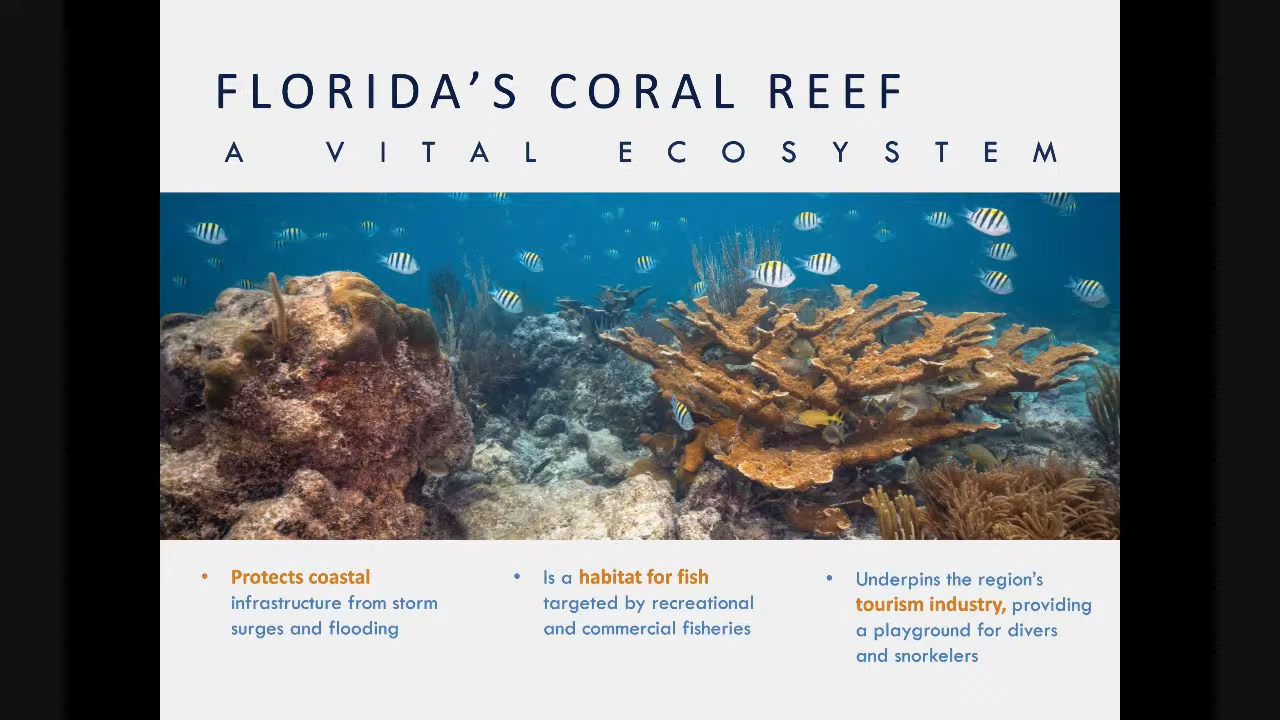 FLORIDA’S CORAL REEF
A VITAL ECOSYSTEM
• Protects coastal
infrastructure from storm
surges and flooding
• Is a habitat for fish
targeted by recreational
and commercial fisheries
• Underpins the region's
tourism industry, providing
a playground for divers
and snorkelers